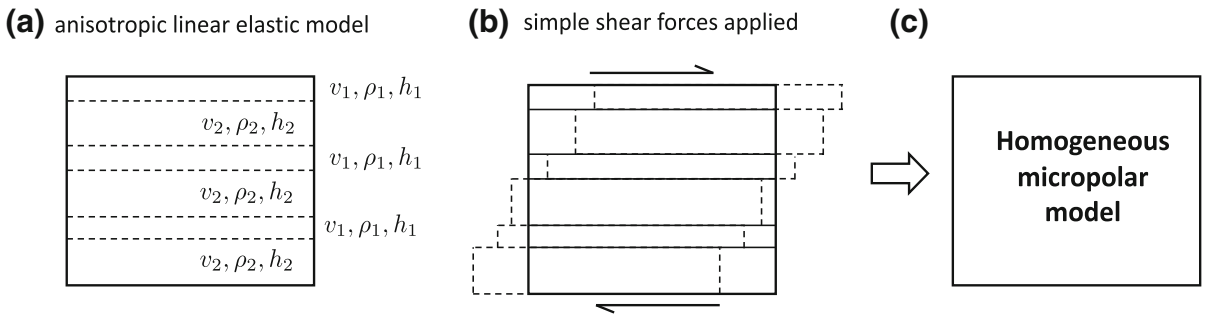 (a) anisotropic linear elastic model
(b) simple shear forces applied
(c)
v₁, ρ₁, h₁
v₂, ρ₂, h₂
v₁, ρ₁, h₁
v₂, ρ₂, h₂
v₁, ρ₁, h₁
v₂, ρ₂, h₂
Homogeneous
micropolar
model